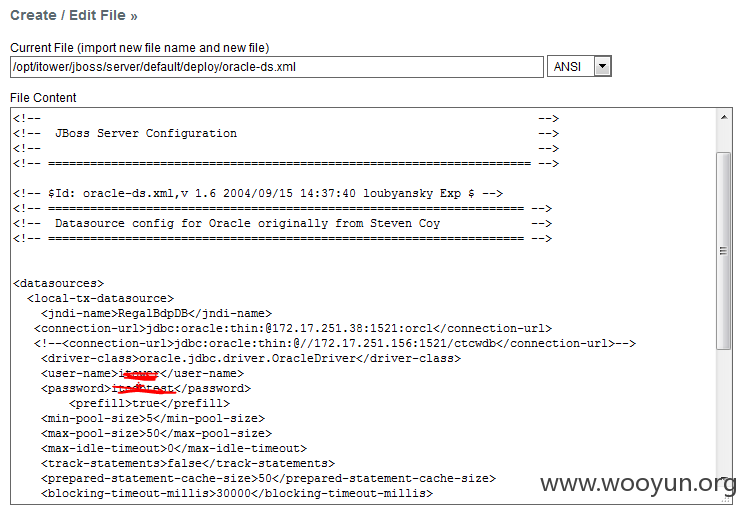 Create / Edit File »
Current File (import new file name and new file)
/opt/itower/jboss/server/default/deploy/oracle-ds.xml
ANSI
File Content
<!--                                                                       -->
<!--  JBoss Server Configuration                                           -->
<!--                                                                       -->
<!-- ===================================================================== -->
<!-- $Id: oracle-ds.xml,v 1.6 2004/09/15 14:37:40 loubyansky Exp $ -->
<!-- ==================================================================== -->
<!--  Datasource config for Oracle originally from Steven Coy             -->
<!-- ==================================================================== -->
<datasources>
<local-tx-datasource>
<jndi-name>RegalBdpDB</jndi-name>
<connection-url>jdbc:oracle:thin:@172.17.251.38:1521:orcl</connection-url>
<!--<connection-url>jdbc:oracle:thin:@//172.17.251.156:1521/ctcwdb</connection-url>-->
<driver-class>oracle.jdbc.driver.OracleDriver</driver-class>
<user-name></user-name>
<password></password>
<prefill>true</prefill>
<min-pool-size>5</min-pool-size>
<max-pool-size>50</max-pool-size>
<max-idle-timeout>0</max-idle-timeout>
<track-statements>false</track-statements>
<prepared-statement-cache-size>50</prepared-statement-cache-size>
<blocking-timeout-millis>30000</blocking-timeout-millis>
www.wooyun.org